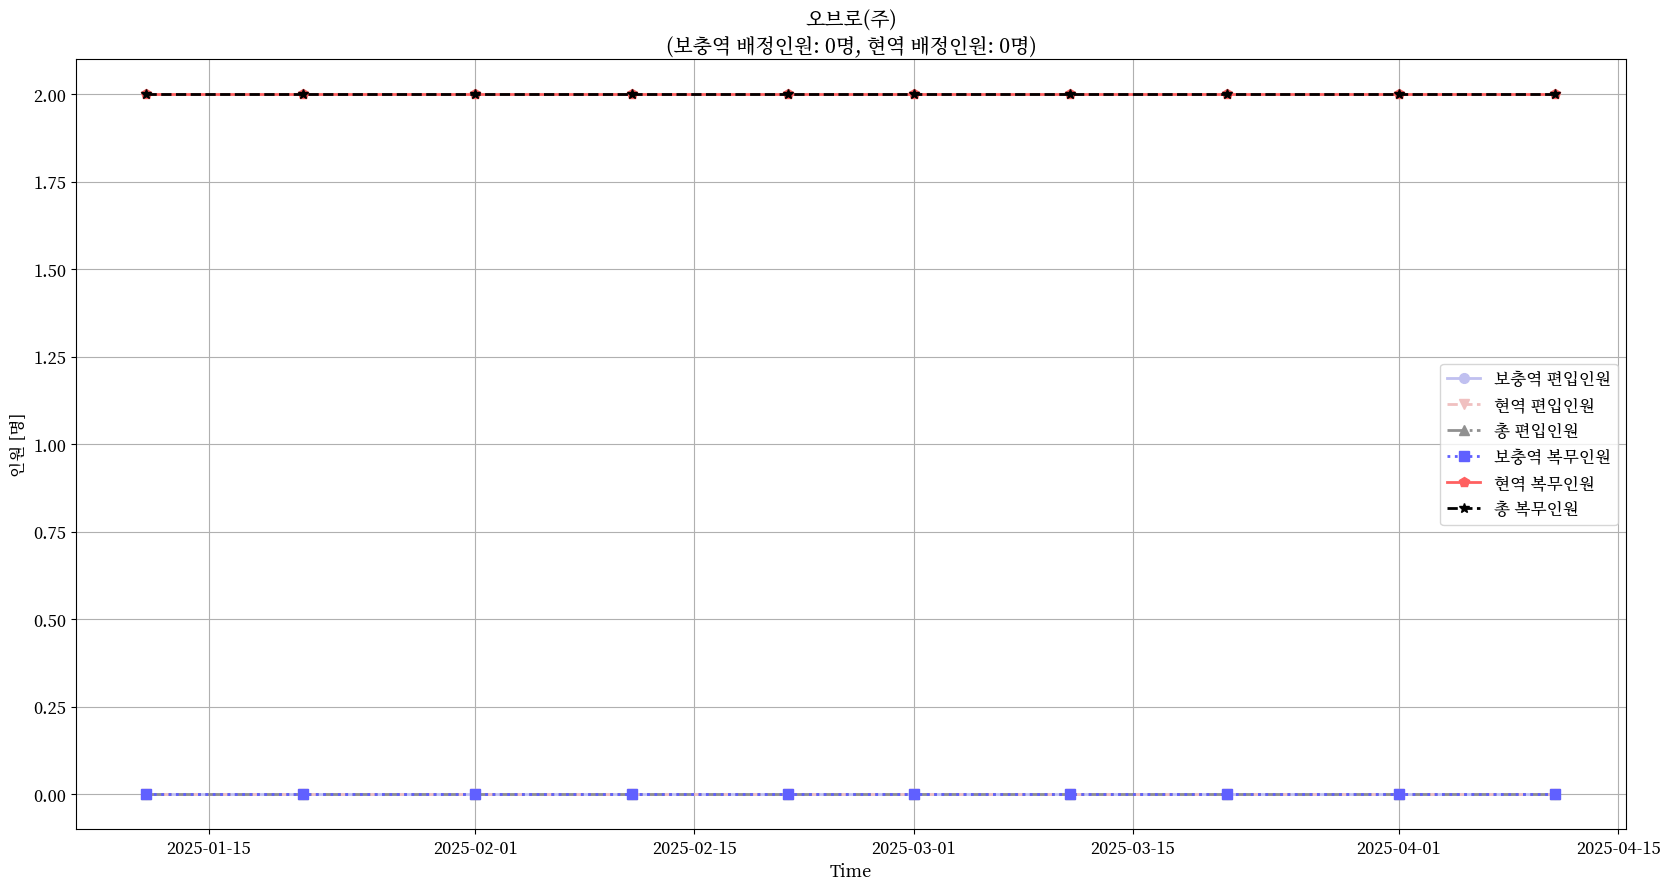 오브로(주)
(보충역 배정인원: 0명, 현역 배정인원: 0명)
2.00
1.75
1.50
1.25
1.00
0.75
0.50
0.25
0.00
인원 [명]
보충역 편입인원
현역 편입인원
총 편입인원
보충역 복무인원
현역 복무인원
총 복무인원
2025-01-15
2025-02-01
2025-02-15
2025-03-01
2025-03-15
2025-04-01
2025-04-15
Time